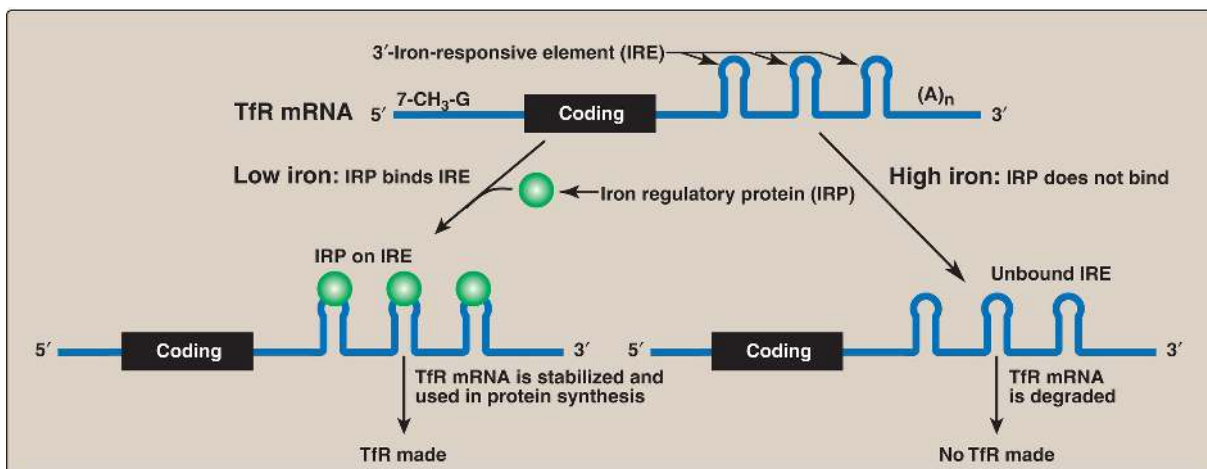 3′-Iron-responsive element (IRE)
TfR mRNA 5′ 7-CH₃-G Coding (A)n 3′
Low iron: IRP binds IRE
Iron regulatory protein (IRP)
High iron: IRP does not bind
IRP on IRE
Unbound IRE
5′ Coding 3′
5′ Coding 3′
TfR mRNA is stabilized and
used in protein synthesis
TfR mRNA
is degraded
TfR made
No TfR made